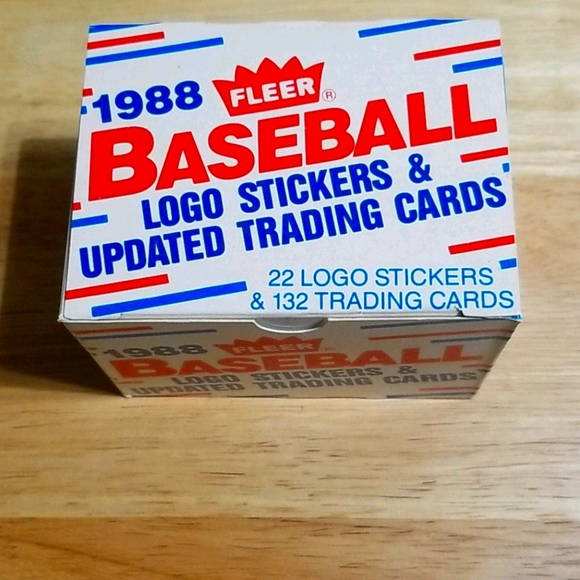 1988 FLEER®
BASEBALL
LOGO STICKERS &
UPDATED TRADING CARDS
22 LOGO STICKERS
& 132 TRADING CARDS
1988 FLEER
BASEBALL
LOGO STICKERS &
UPDATED TRADING CARDS